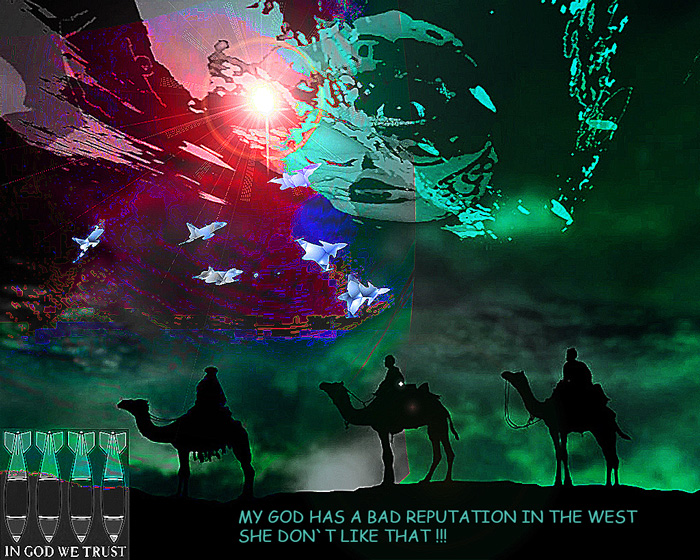 IN GOD WE TRUST
MY GOD HAS A BAD REPUTATION IN THE WEST
SHE DON`T LIKE THAT !!!